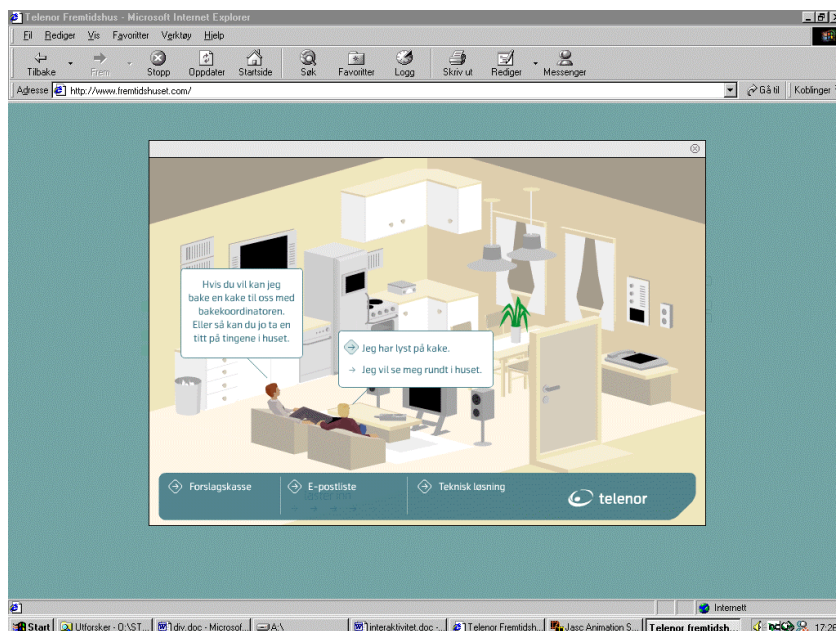 Telenor Fremtidshus - Microsoft Internet Explorer
Fil Rediger Vis Favoritter Verktøy Hjelp
Tilbake Frem Stopp Oppdater Startside Søk Favoritter Logg Skriv ut Rediger Messenger
Adresse http://www.fremtidshuset.com/ Gå til Koblinger
Hvis du vil kan jeg
bake en kake til oss med
bakekoordinatoren.
Eller så kan du jo ta en
titt på tingene i huset.
Jeg har lyst på kake.
Jeg vil se meg rundt i huset.
Forslagskasse E-postliste Teknisk løsning
telenor
Internett
Start Utforsker - O:\ST... div.doc - Microsof... A:\ interaktivitet.doc -... Telenor Fremtidsh... Jasc Animation S... Telenor fremtidsh...